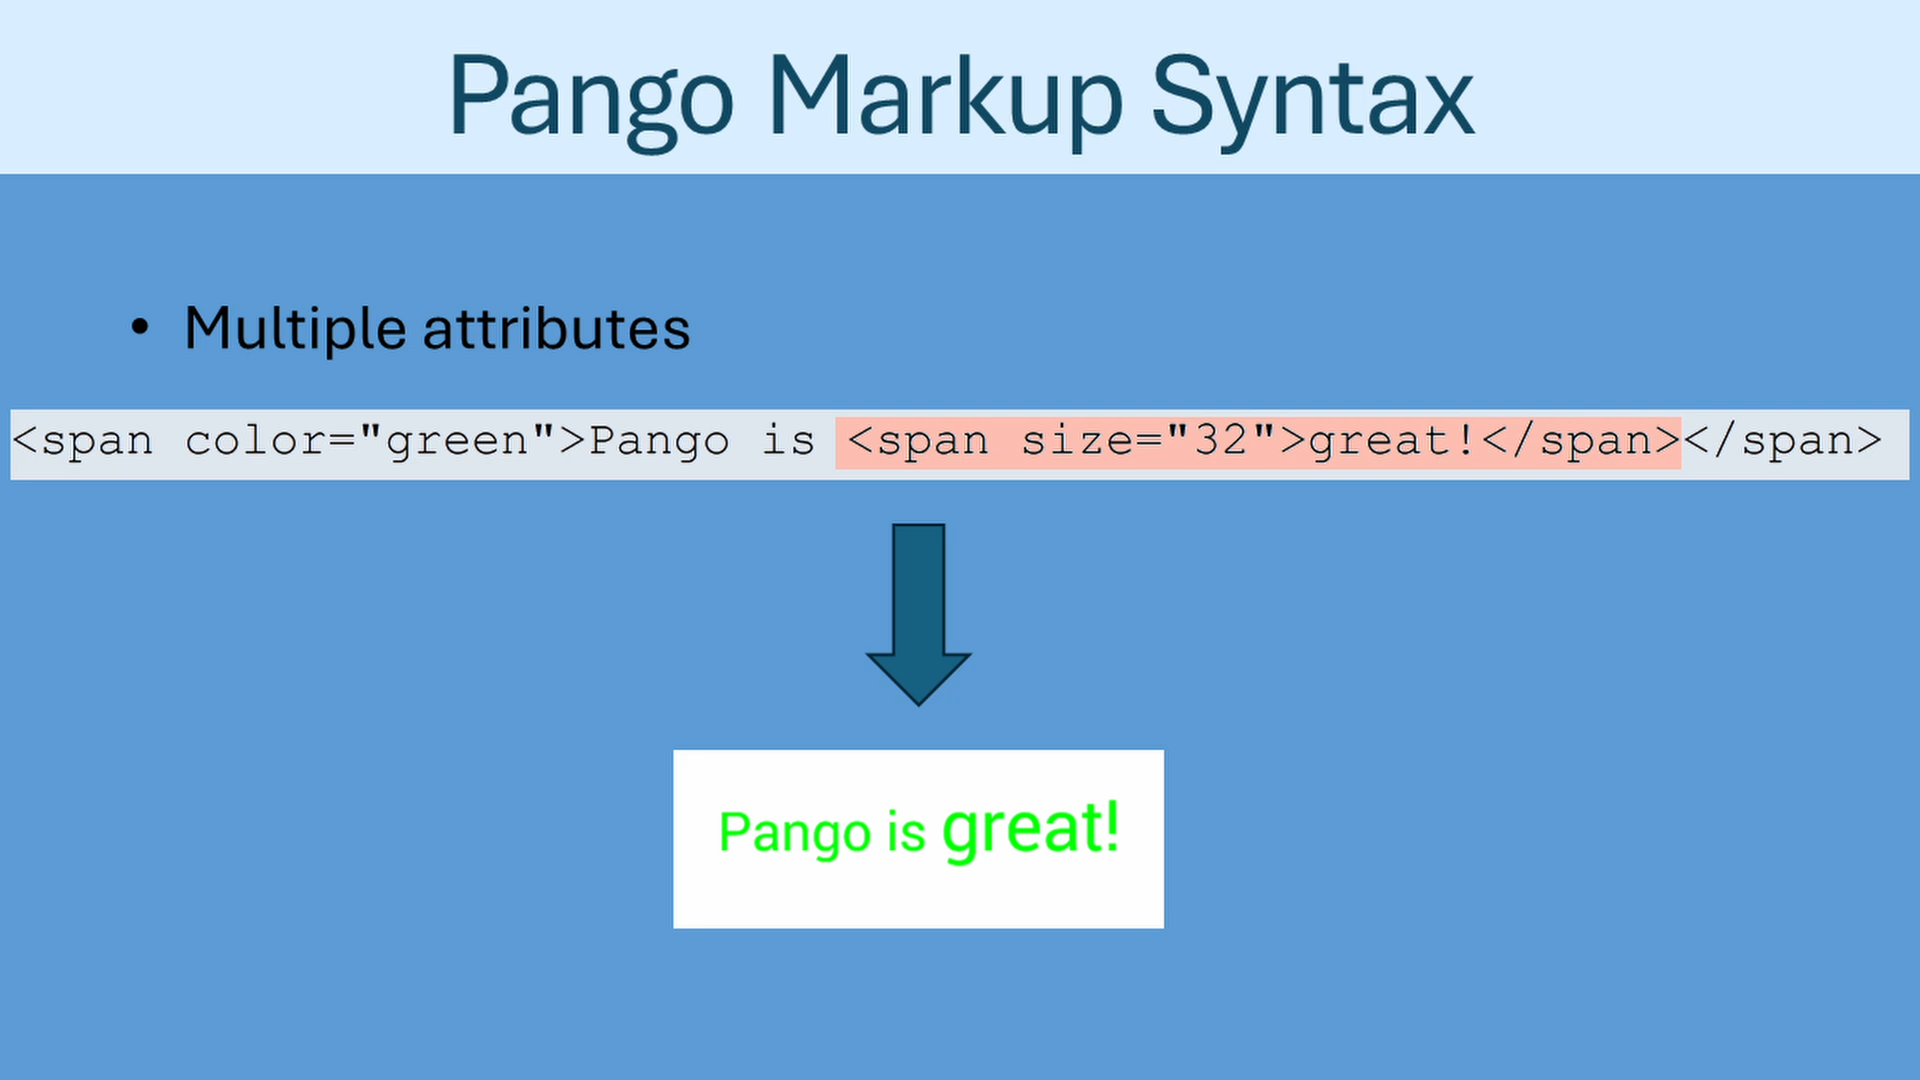 Pango Markup Syntax
• Multiple attributes
<span color="green">Pango is <span size="32">great!</span></span>
Pango is great!